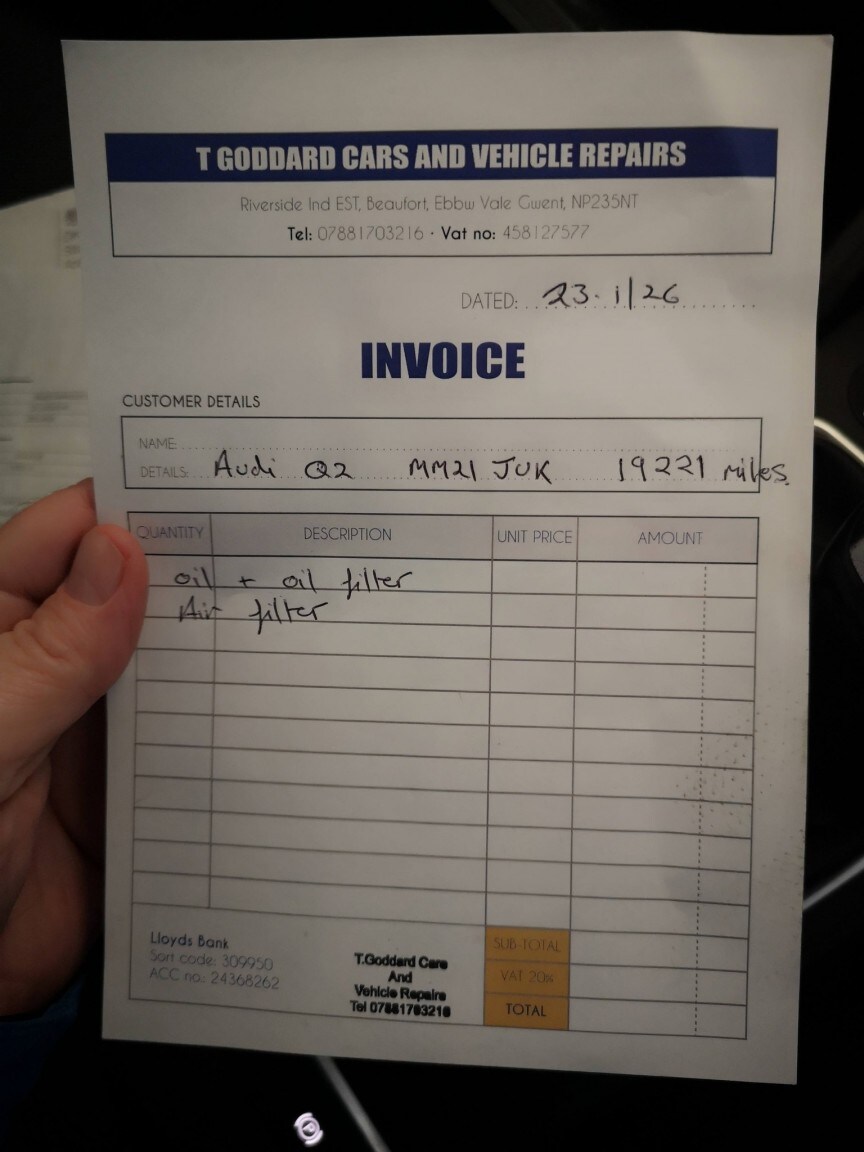 T GODDARD CARS AND VEHICLE REPAIRS
Riverside Ind EST, Beaufort, Ebbw Vale Gwent, NP235NT
Tel: 07881703216 · Vat no: 458127577
DATED: 23.1/26
INVOICE
CUSTOMER DETAILS
NAME:
DETAILS: Audi Q2 MM21 JUK 19221 miles.
QUANTITY DESCRIPTION UNIT PRICE AMOUNT
oil + oil filter
Air filter
Lloyds Bank
Sort code: 309950
ACC no.: 24368262
T.Goddard Cars
And
Vehicle Repairs
Tel 07881703216
SUB-TOTAL
VAT 20%
TOTAL